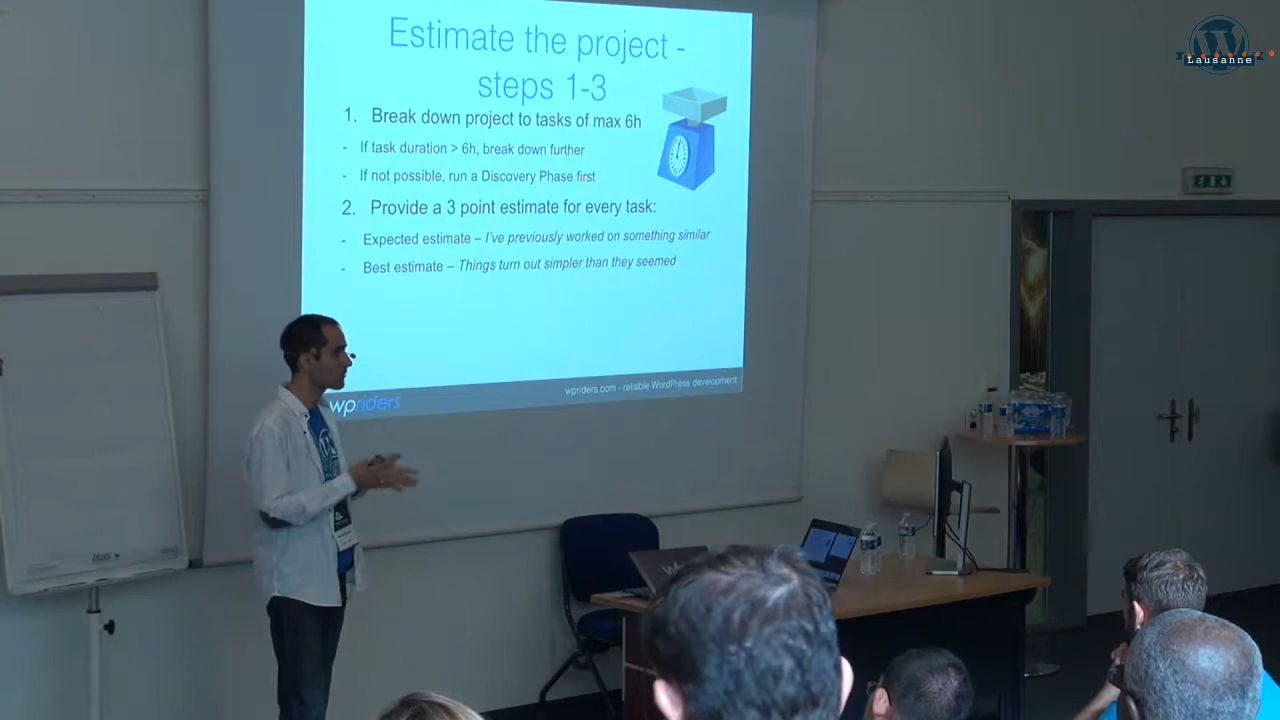 Estimate the project -
steps 1-3
1. Break down project to tasks of max 6h
- If task duration > 6h, break down further
- If not possible, run a Discovery Phase first
2. Provide a 3 point estimate for every task:
- Expected estimate – I've previously worked on something similar
- Best estimate – Things turn out simpler than they seemed
wpriders
wpriders.com - reliable WordPress development
Lausanne